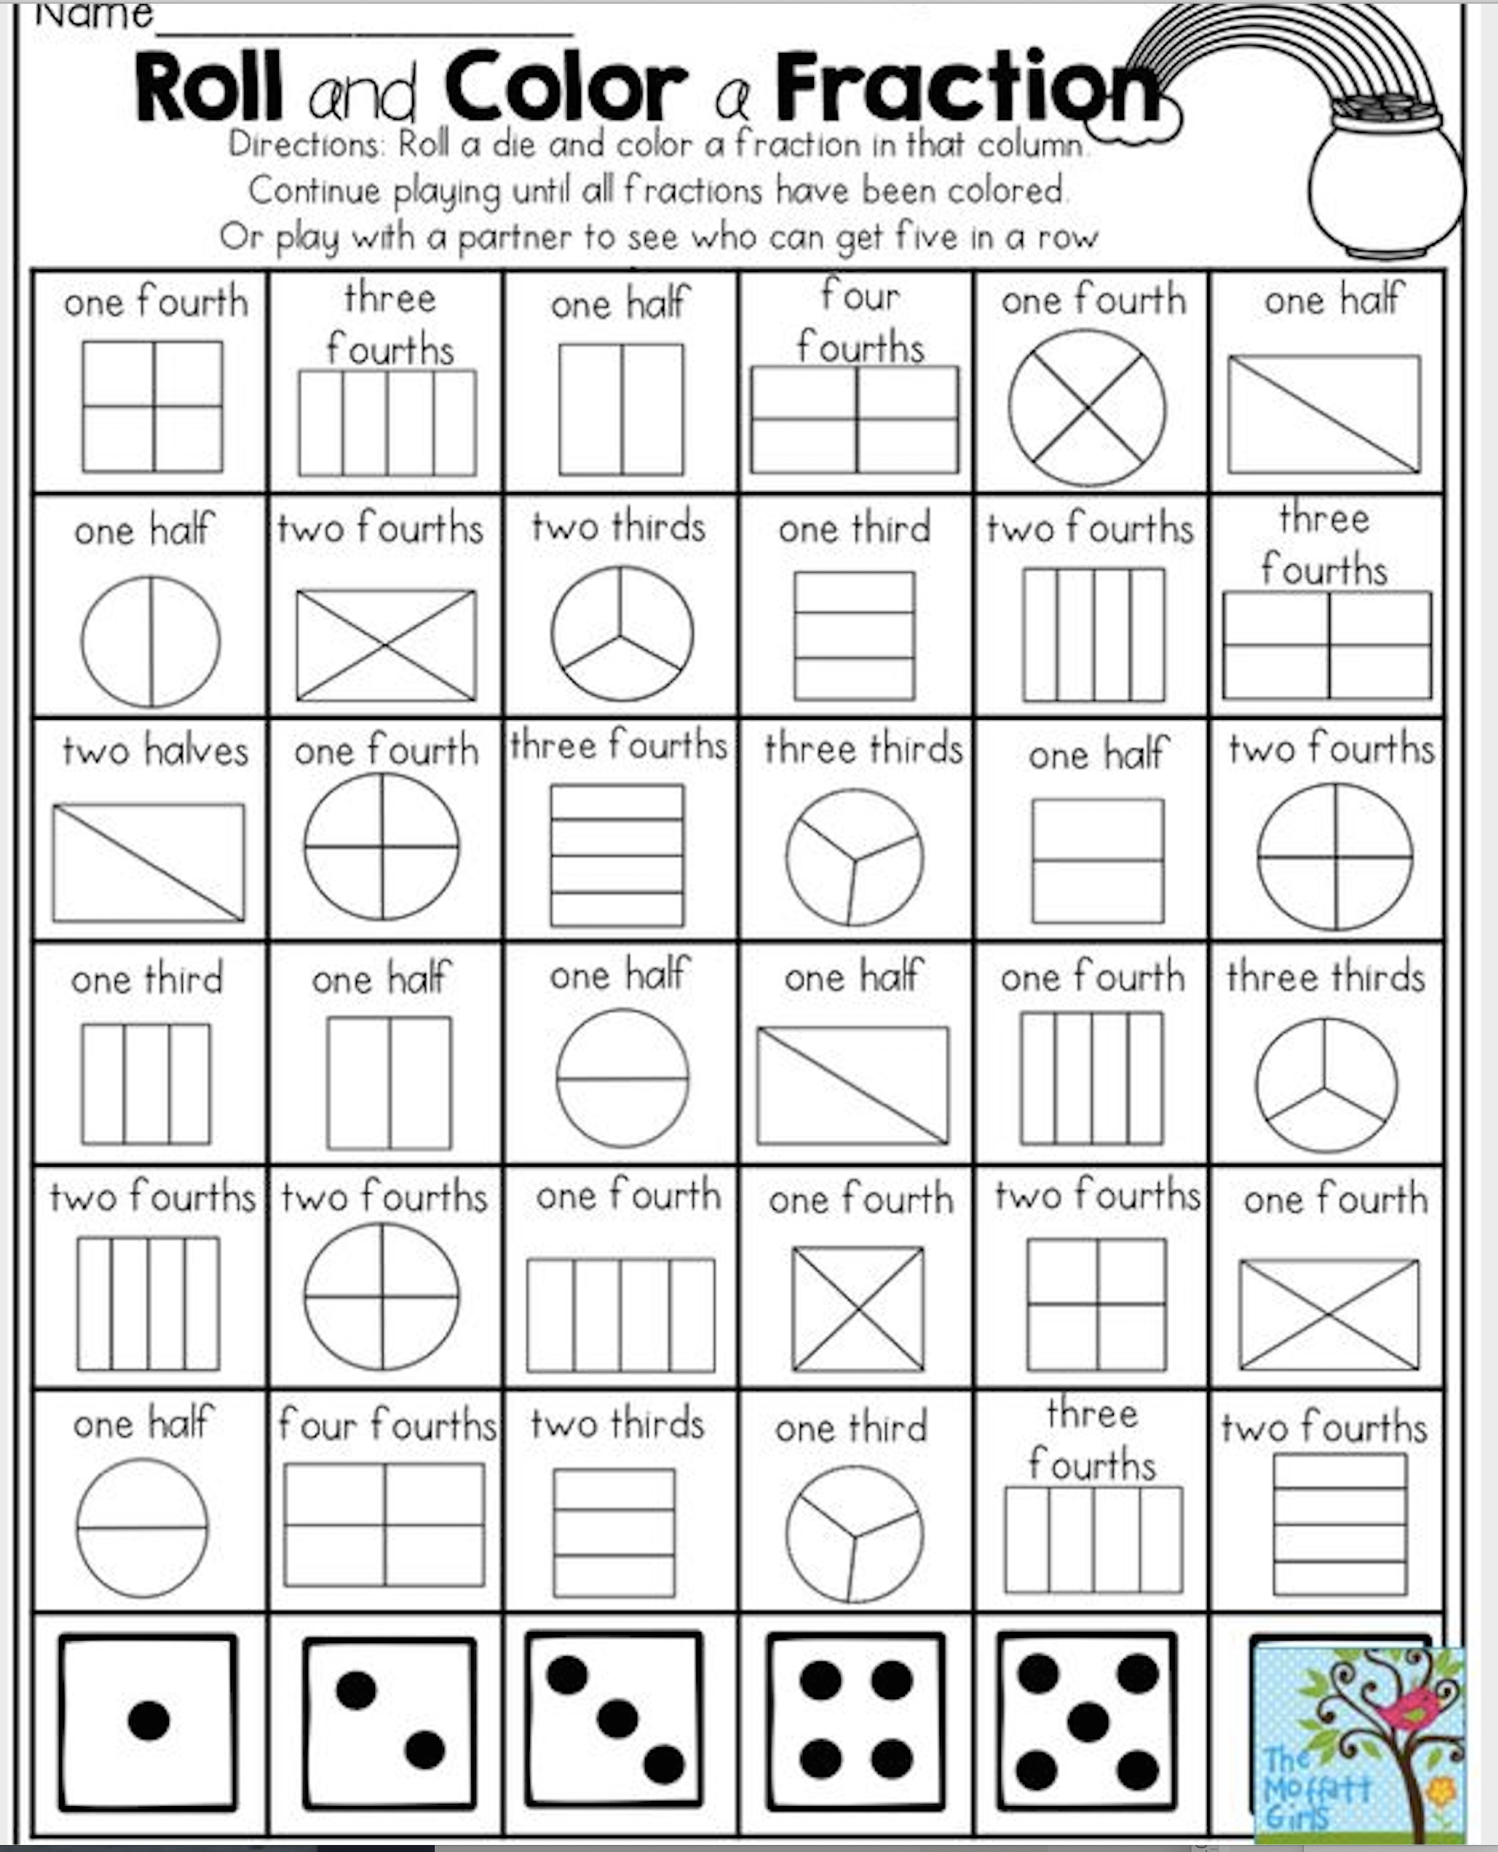 Name
Roll and Color a Fraction
Directions: Roll a die and color a fraction in that column.
Continue playing until all fractions have been colored.
Or play with a partner to see who can get five in a row
one fourth
three
fourths
one half
four
fourths
one fourth
one half
one half
two fourths
two thirds
one third
two fourths
three
fourths
two halves
one fourth
three fourths
three thirds
one half
two fourths
one third
one half
one half
one half
one fourth
three thirds
two fourths
two fourths
one fourth
one fourth
two fourths
one fourth
one half
four fourths
two thirds
one third
three
fourths
two fourths
The
Moffatt
Girls